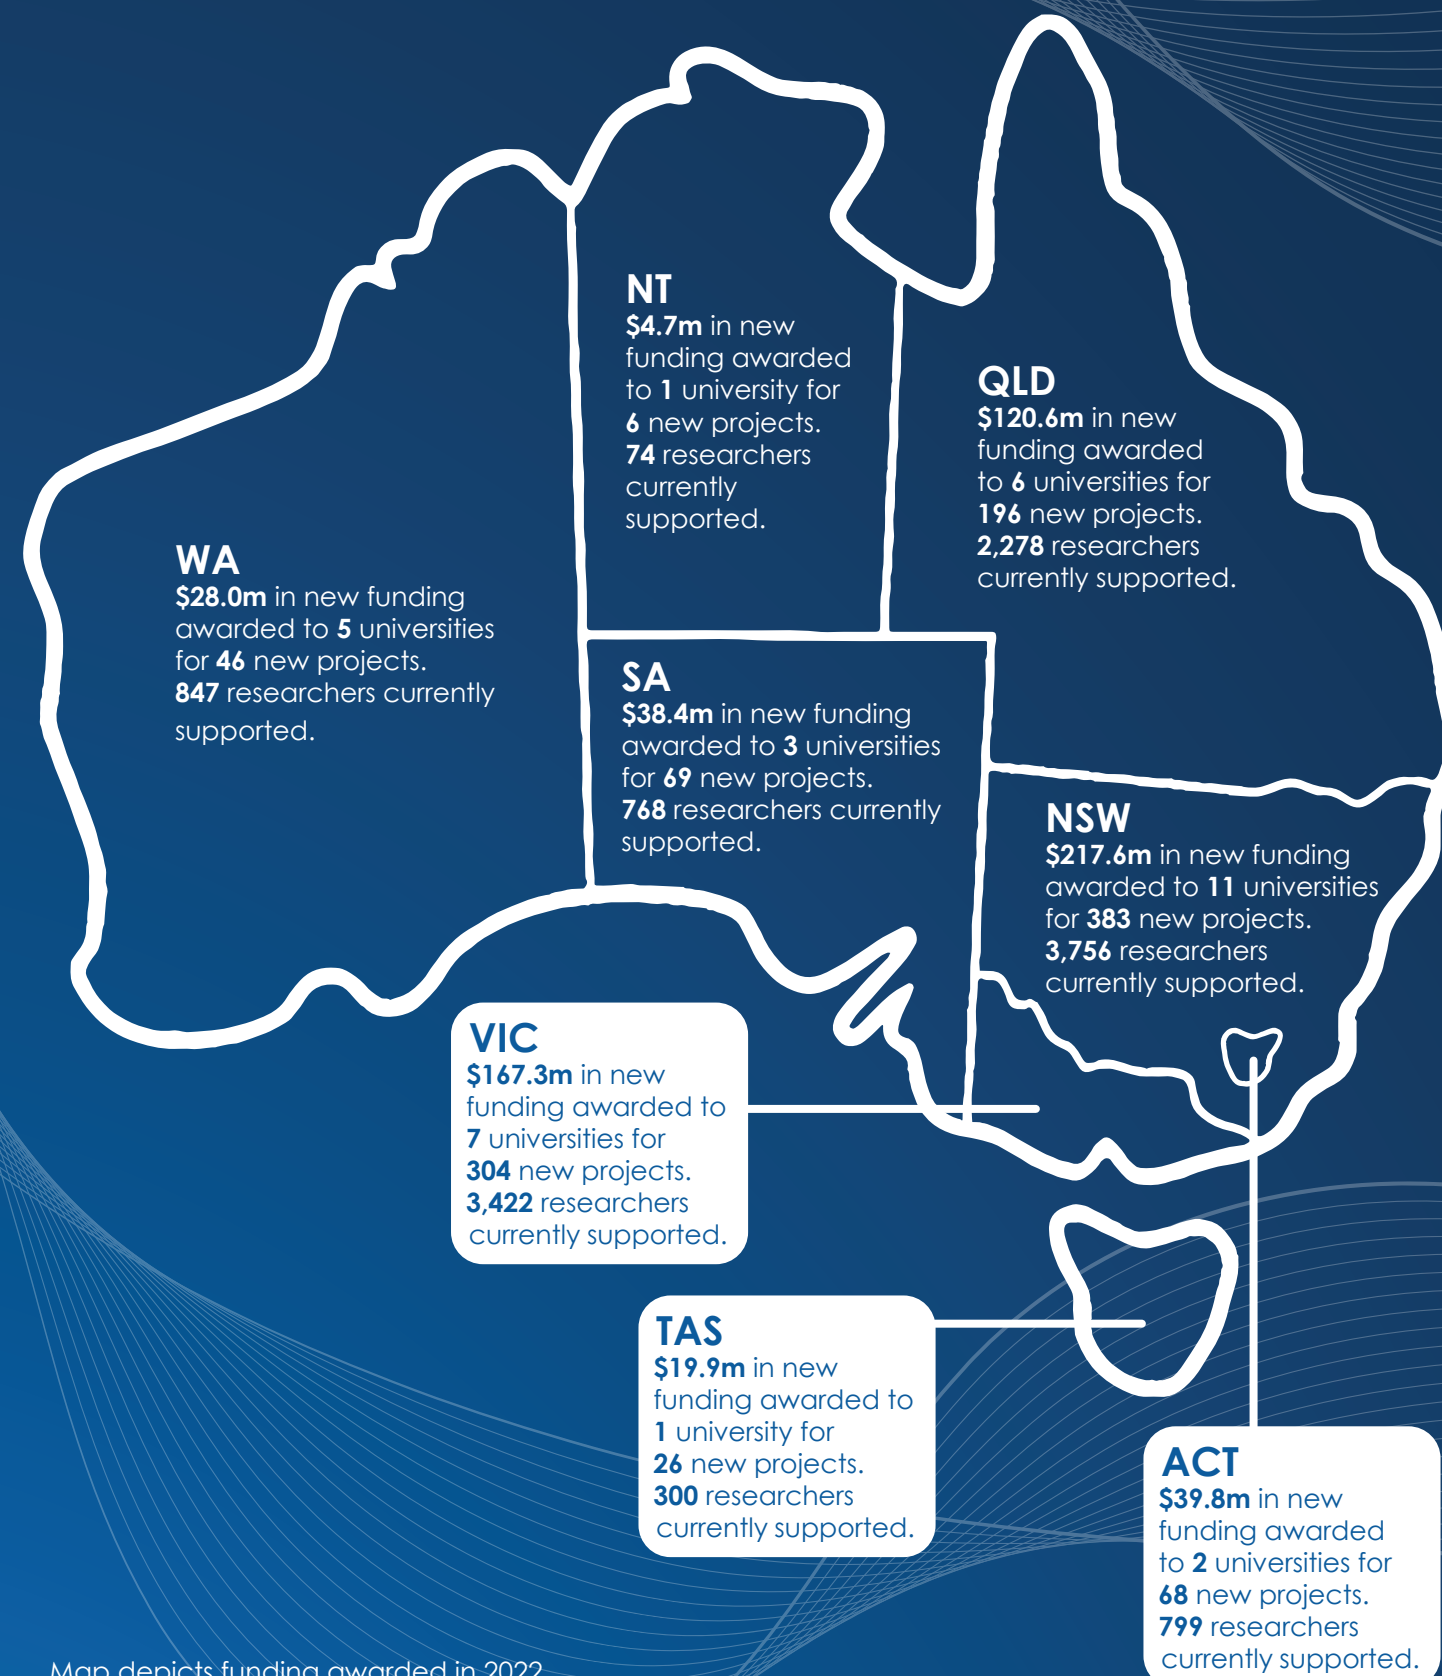 NT
$4.7m in new
funding awarded
to 1 university for
6 new projects.
74 researchers
currently
supported.
QLD
$120.6m in new
funding awarded
to 6 universities for
196 new projects.
2,278 researchers
currently supported.
WA
$28.0m in new funding
awarded to 5 universities
for 46 new projects.
847 researchers currently
supported.
SA
$38.4m in new funding
awarded to 3 universities
for 69 new projects.
768 researchers currently
supported.
NSW
$217.6m in new funding
awarded to 11 universities
for 383 new projects.
3,756 researchers
currently supported.
VIC
$167.3m in new
funding awarded to
7 universities for
304 new projects.
3,422 researchers
currently supported.
TAS
$19.9m in new
funding awarded to
1 university for
26 new projects.
300 researchers
currently supported.
ACT
$39.8m in new
funding awarded
to 2 universities for
68 new projects.
799 researchers
currently supported.
Map depicts funding awarded in 2022